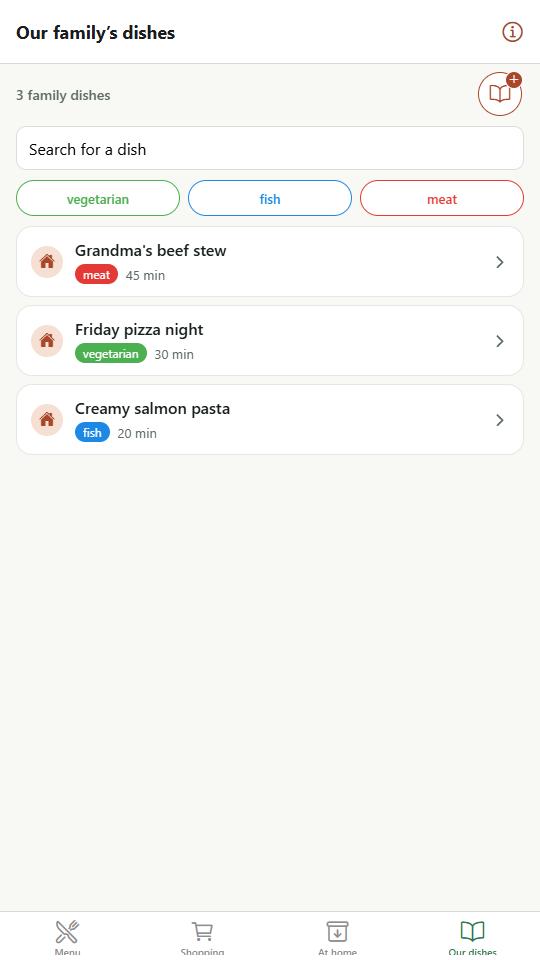 Our family's dishes
3 family dishes
Search for a dish
vegetarian
fish
meat
Grandma's beef stew
meat 45 min
Friday pizza night
vegetarian 30 min
Creamy salmon pasta
fish 20 min
Menu
Shopping
At home
Our dishes